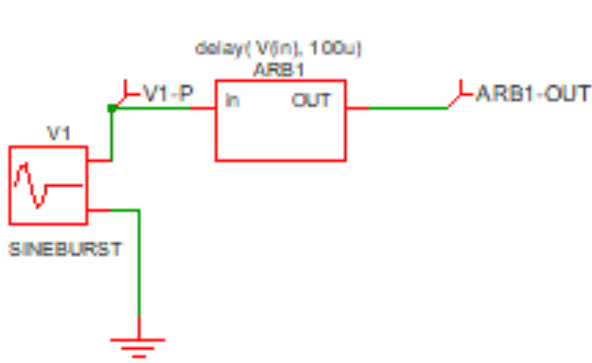 delay( V(in), 100u)
ARB1
V1-P
in OUT
ARB1-OUT
V1
SINEBURST